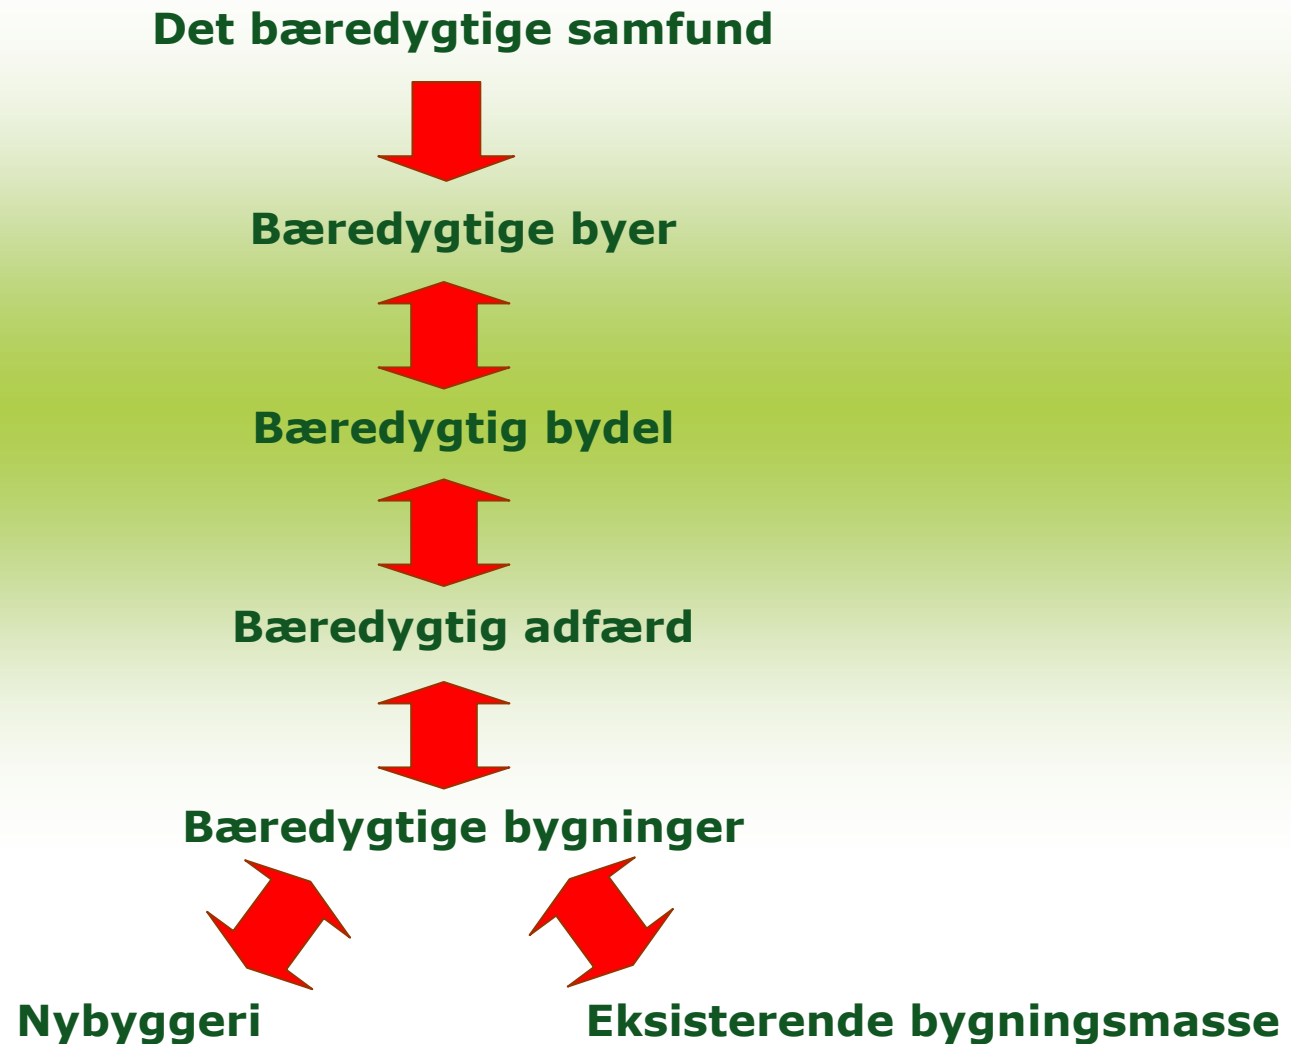 Det bæredygtige samfund
Bæredygtige byer
Bæredygtig bydel
Bæredygtig adfærd
Bæredygtige bygninger
Nybyggeri
Eksisterende bygningsmasse